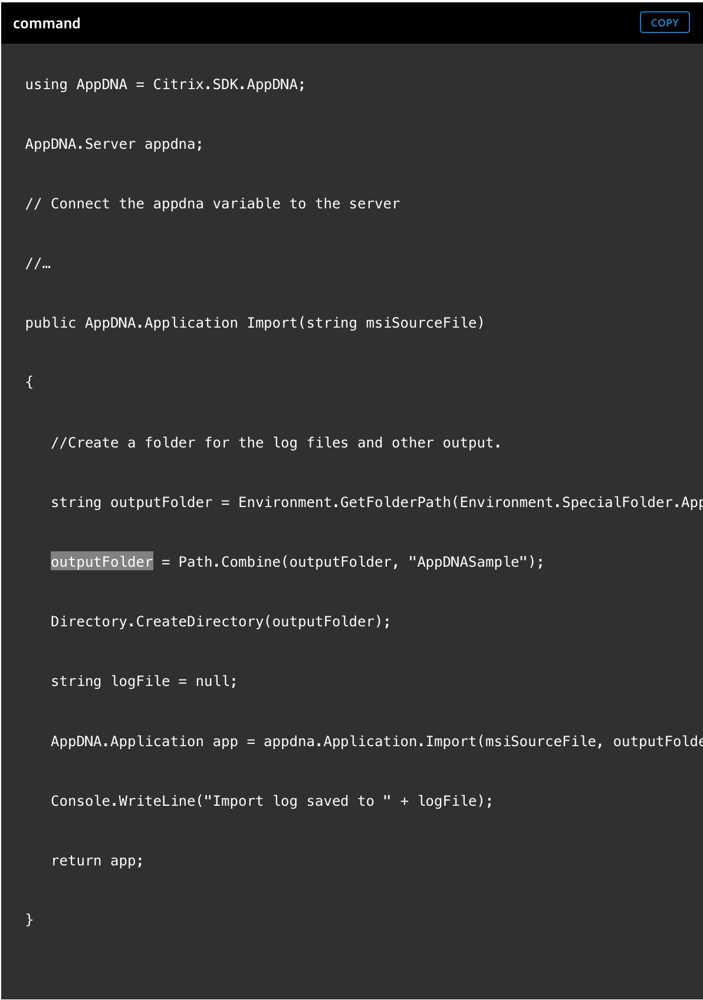 command
COPY
using AppDNA = Citrix.SDK.AppDNA;
AppDNA.Server appdna;
// Connect the appdna variable to the server
//…
public AppDNA.Application Import(string msiSourceFile)
{
//Create a folder for the log files and other output.
string outputFolder = Environment.GetFolderPath(Environment.SpecialFolder.App
outputFolder = Path.Combine(outputFolder, "AppDNASample");
Directory.CreateDirectory(outputFolder);
string logFile = null;
AppDNA.Application app = appdna.Application.Import(msiSourceFile, outputFolde
Console.WriteLine("Import log saved to " + logFile);
return app;
}